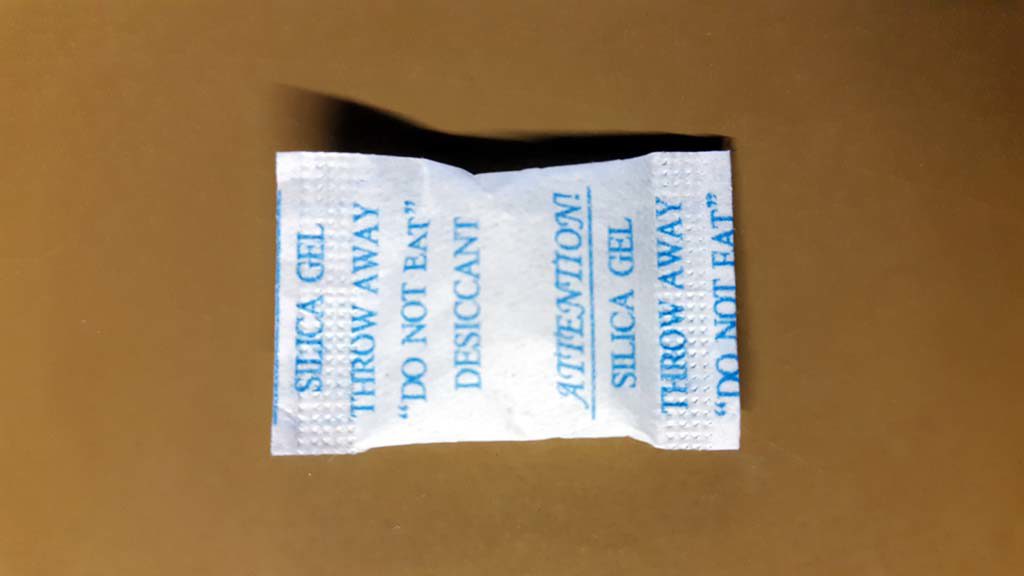 SILICA GEL
THROW AWAY
“DO NOT EAT”
DESICCANT
ATTENTION!
SILICA GEL
THROW AWAY
“DO NOT EAT”